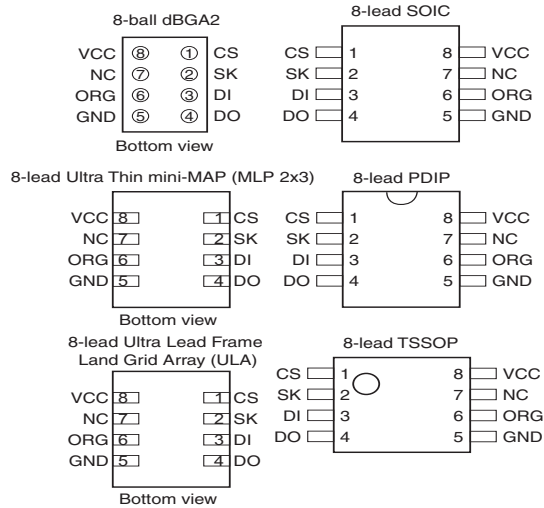 8-ball dBGA2
VCC 8 1 CS
NC 7 2 SK
ORG 6 3 DI
GND 5 4 DO
Bottom view
8-lead SOIC
CS 1 8 VCC
SK 2 7 NC
DI 3 6 ORG
DO 4 5 GND
8-lead Ultra Thin mini-MAP (MLP 2x3)
VCC 8 1 CS
NC 7 2 SK
ORG 6 3 DI
GND 5 4 DO
Bottom view
8-lead PDIP
CS 1 8 VCC
SK 2 7 NC
DI 3 6 ORG
DO 4 5 GND
8-lead Ultra Lead Frame
Land Grid Array (ULA)
VCC 8 1 CS
NC 7 2 SK
ORG 6 3 DI
GND 5 4 DO
Bottom view
8-lead TSSOP
CS 1 8 VCC
SK 2 7 NC
DI 3 6 ORG
DO 4 5 GND